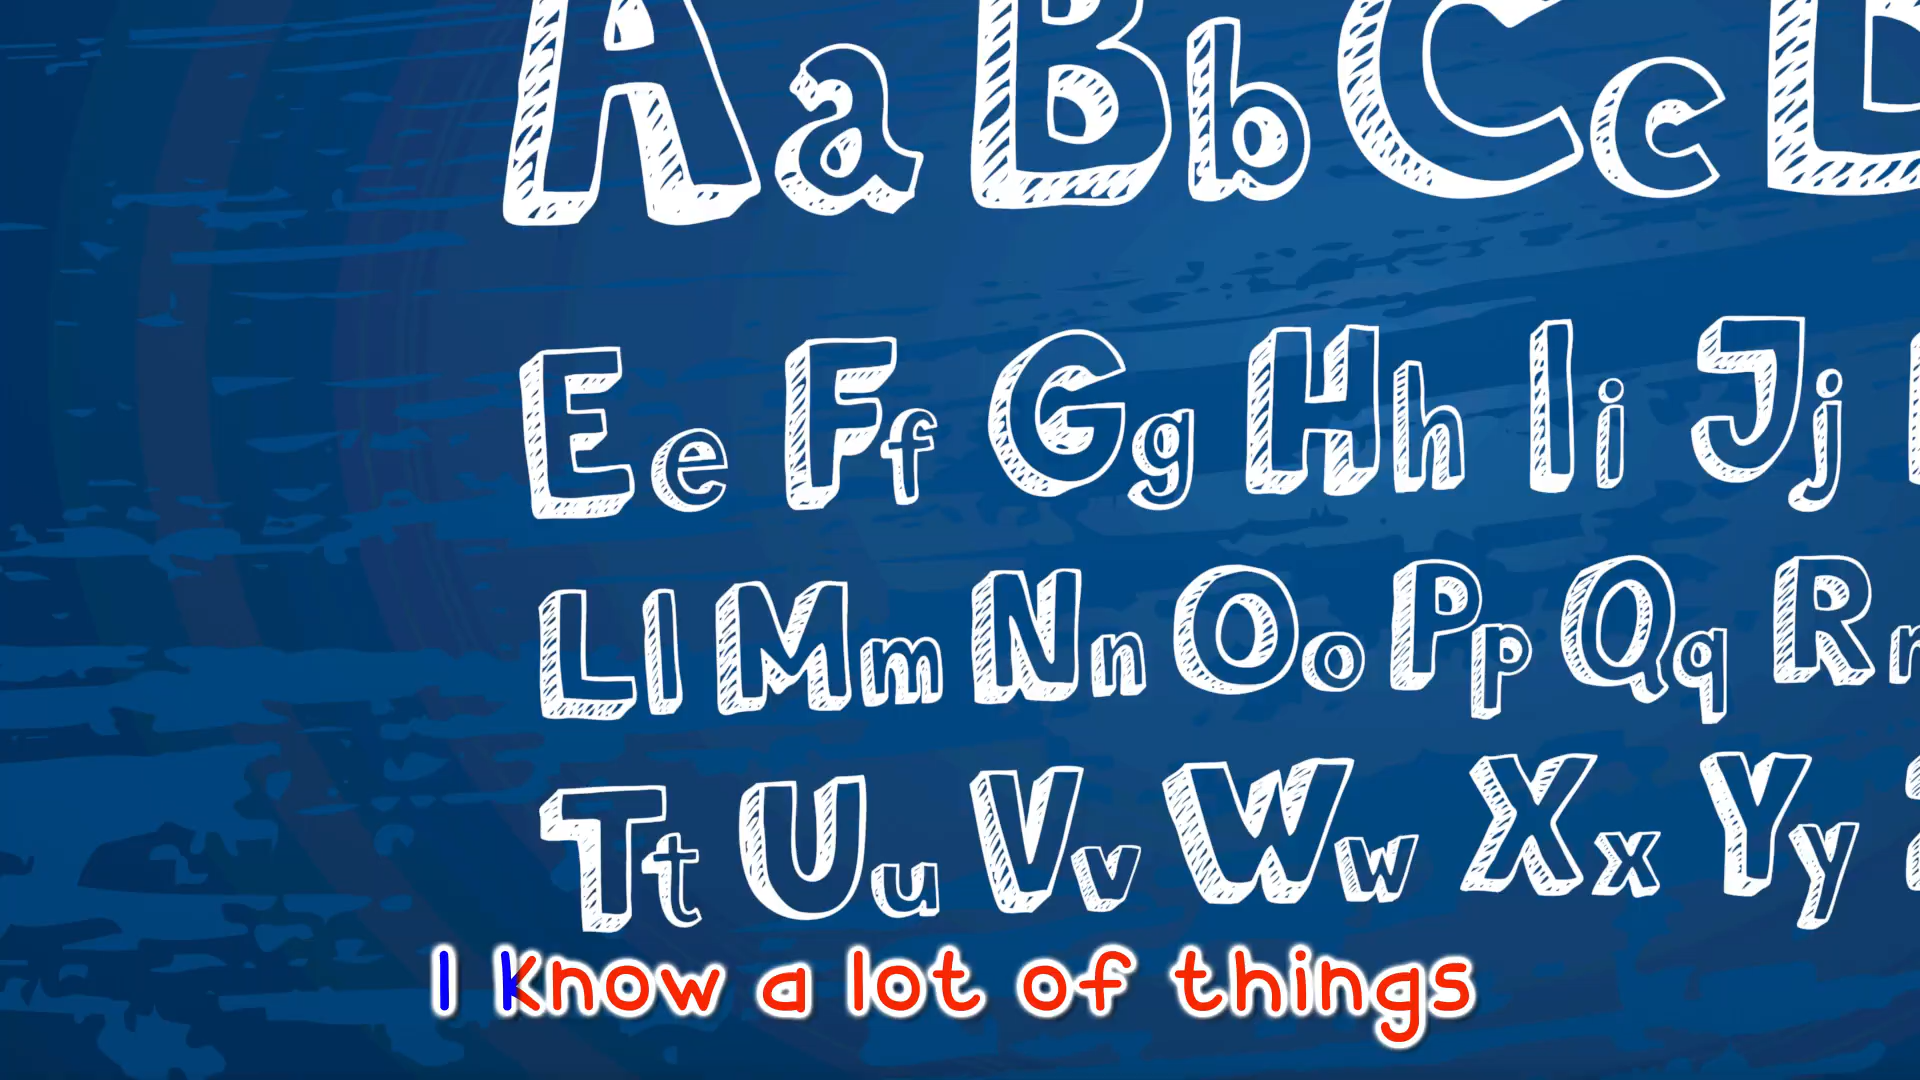 Aa Bb Cc D
Ee Ff Gg Hh Ii Jj
Ll Mm Nn Oo Pp Qq Rr
Tt Uu Vv Ww Xx Yy
I know a lot of things